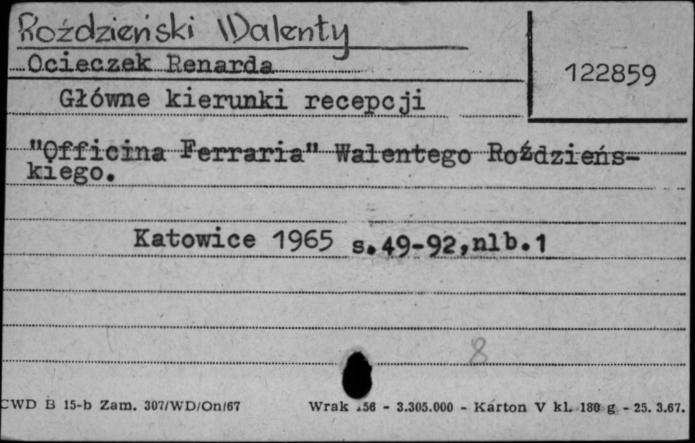 Roździeński Walenty
Ocieczek Renarda
122859
Główne kierunki recepcji
"Officina Ferraria" Walentego Roździeńs-
kiego.
Katowice 1965 s.49-92,nlb.1
8
CWD B 15-b Zam. 307/WD/On/67 Wrak 156 - 3.305.000 - Karton V kl. 180 g - 25. 3.67.